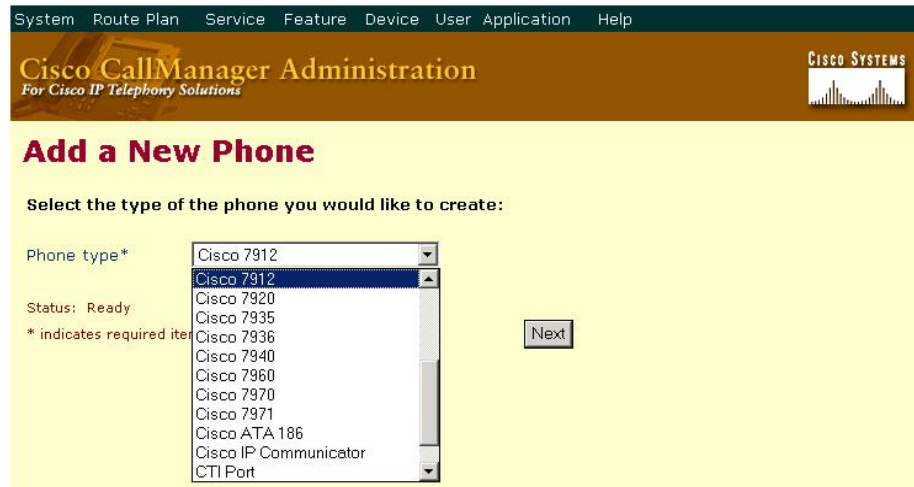 System Route Plan Service Feature Device User Application Help
Cisco CallManager Administration
For Cisco IP Telephony Solutions
CISCO SYSTEMS
Add a New Phone
Select the type of the phone you would like to create:
Phone type* Cisco 7912
Cisco 7912
Cisco 7920
Status: Ready
Cisco 7935
* indicates required iter
Cisco 7936
Next
Cisco 7940
Cisco 7960
Cisco 7970
Cisco 7971
Cisco ATA 186
Cisco IP Communicator
CTI Port